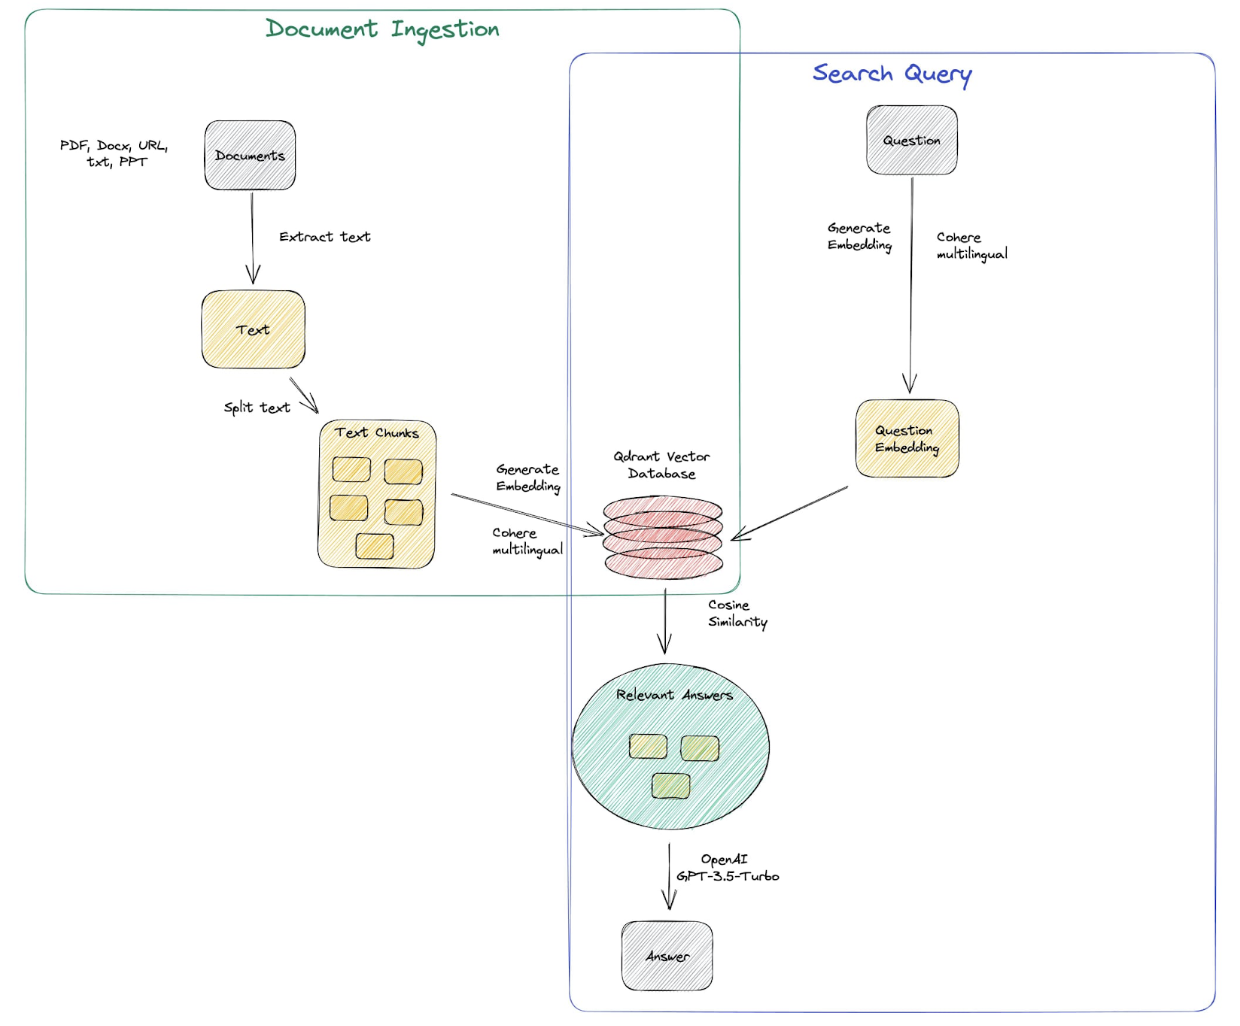 Document Ingestion
Search Query
PDF, Docx, URL,
txt, PPT
Documents
Extract text
Text
Split text
Text Chunks
Generate
Embedding
Cohere
multilingual
Qdrant Vector
Database
Question
Generate
Embedding
Cohere
multilingual
Question
Embedding
Cosine
Similarity
Relevant Answers
OpenAI
GPT-3.5-Turbo
Answer